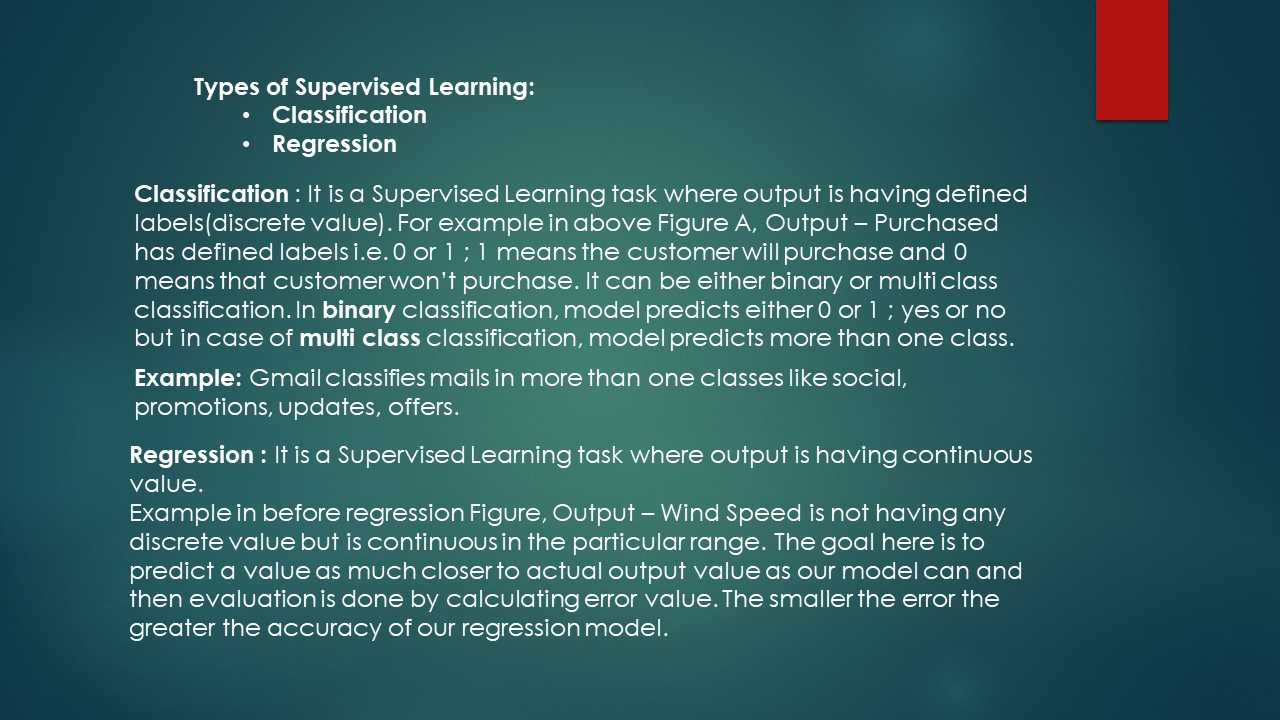 Types of Supervised Learning:
• Classification
• Regression
Classification : It is a Supervised Learning task where output is having defined
labels(discrete value). For example in above Figure A, Output – Purchased
has defined labels i.e. 0 or 1 ; 1 means the customer will purchase and 0
means that customer won’t purchase. It can be either binary or multi class
classification. In binary classification, model predicts either 0 or 1 ; yes or no
but in case of multi class classification, model predicts more than one class.
Example: Gmail classifies mails in more than one classes like social,
promotions, updates, offers.
Regression : It is a Supervised Learning task where output is having continuous
value.
Example in before regression Figure, Output – Wind Speed is not having any
discrete value but is continuous in the particular range. The goal here is to
predict a value as much closer to actual output value as our model can and
then evaluation is done by calculating error value. The smaller the error the
greater the accuracy of our regression model.